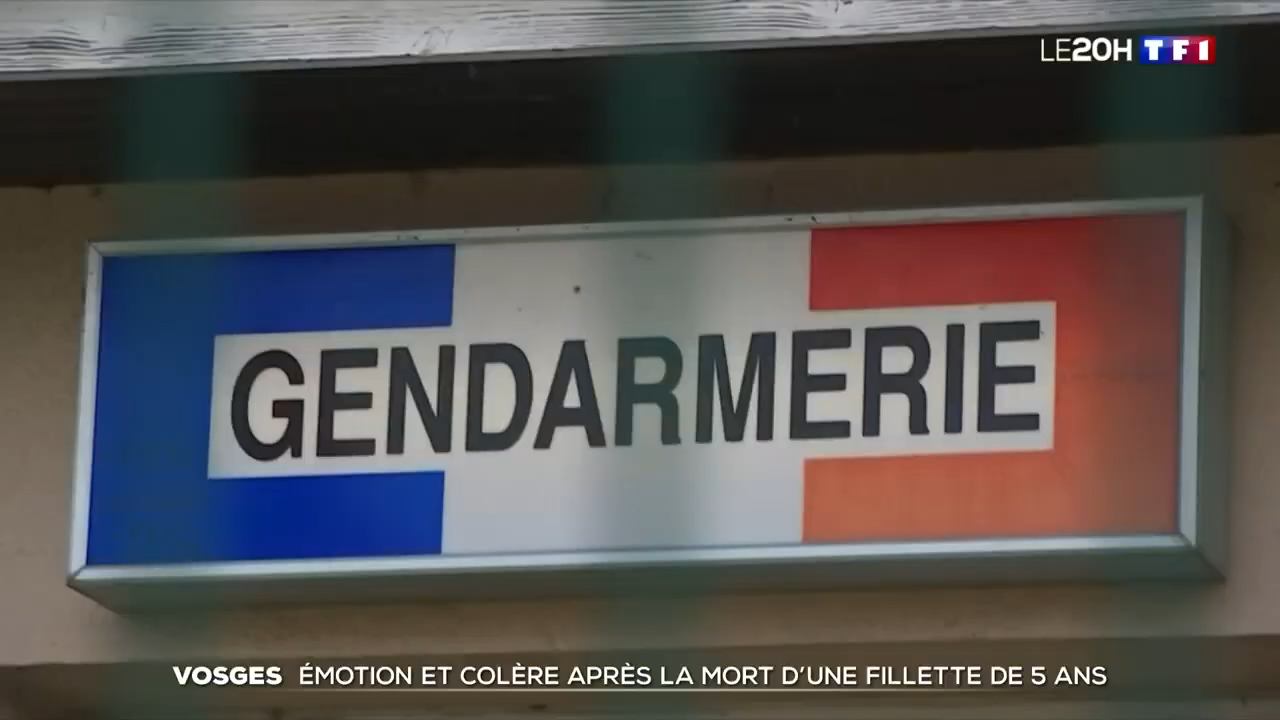 LE20H TF1
GENDARMERIE
VOSGES ÉMOTION ET COLÈRE APRÈS LA MORT D'UNE FILLETTE DE 5 ANS